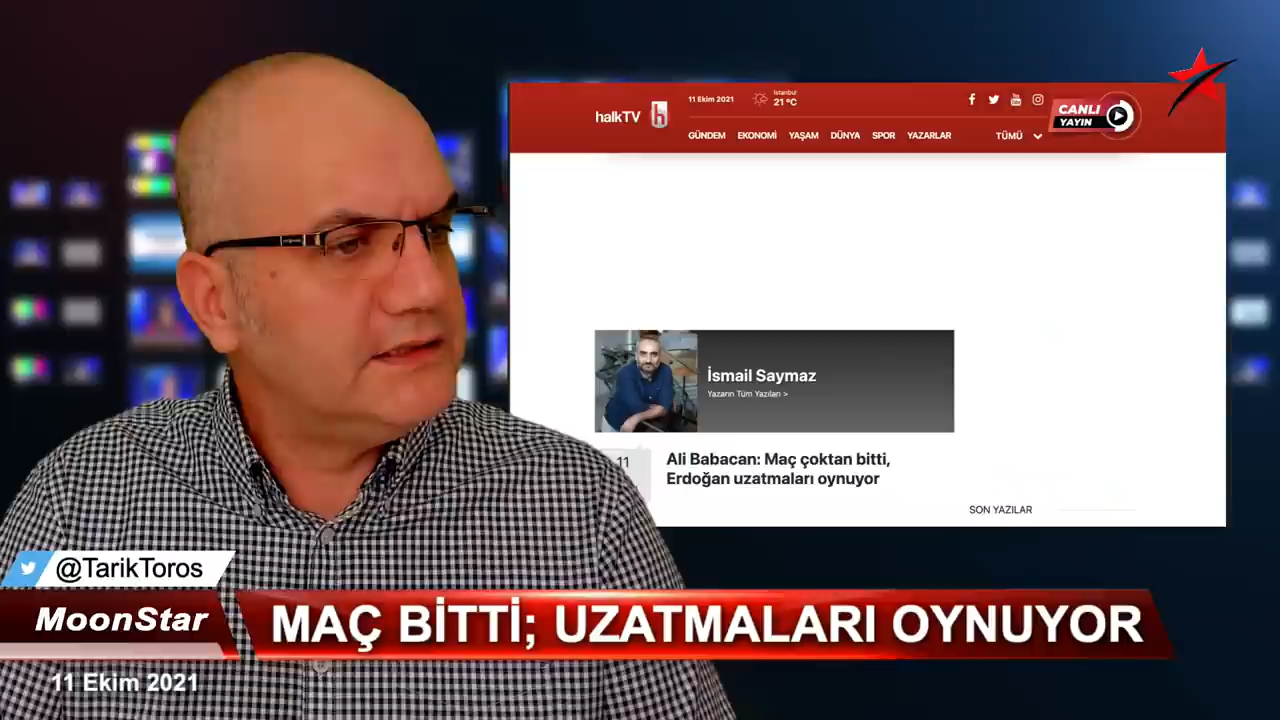 halkTV
h
11 Ekim 2021
İstanbul
21 °C
CANLI
YAYIN
GÜNDEM EKONOMİ YAŞAM DÜNYA SPOR YAZARLAR TÜMÜ
İsmail Saymaz
Yazarın Tüm Yazıları >
11
Ali Babacan: Maç çoktan bitti,
Erdoğan uzatmaları oynuyor
SON YAZILAR
@TarikToros
MoonStar
MAÇ BİTTİ; UZATMALARI OYNUYOR
11 Ekim 2021